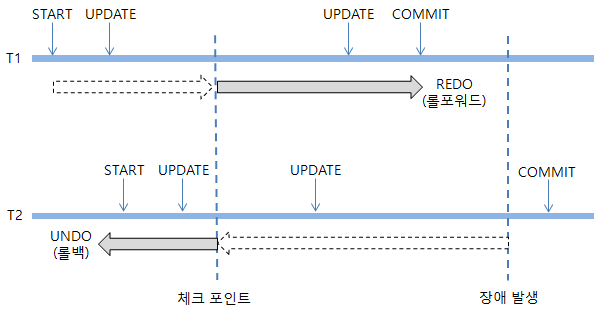 START UPDATE UPDATE COMMIT
T1
REDO
(롤포워드)
START UPDATE UPDATE COMMIT
T2
UNDO
(롤백)
체크 포인트 장애 발생